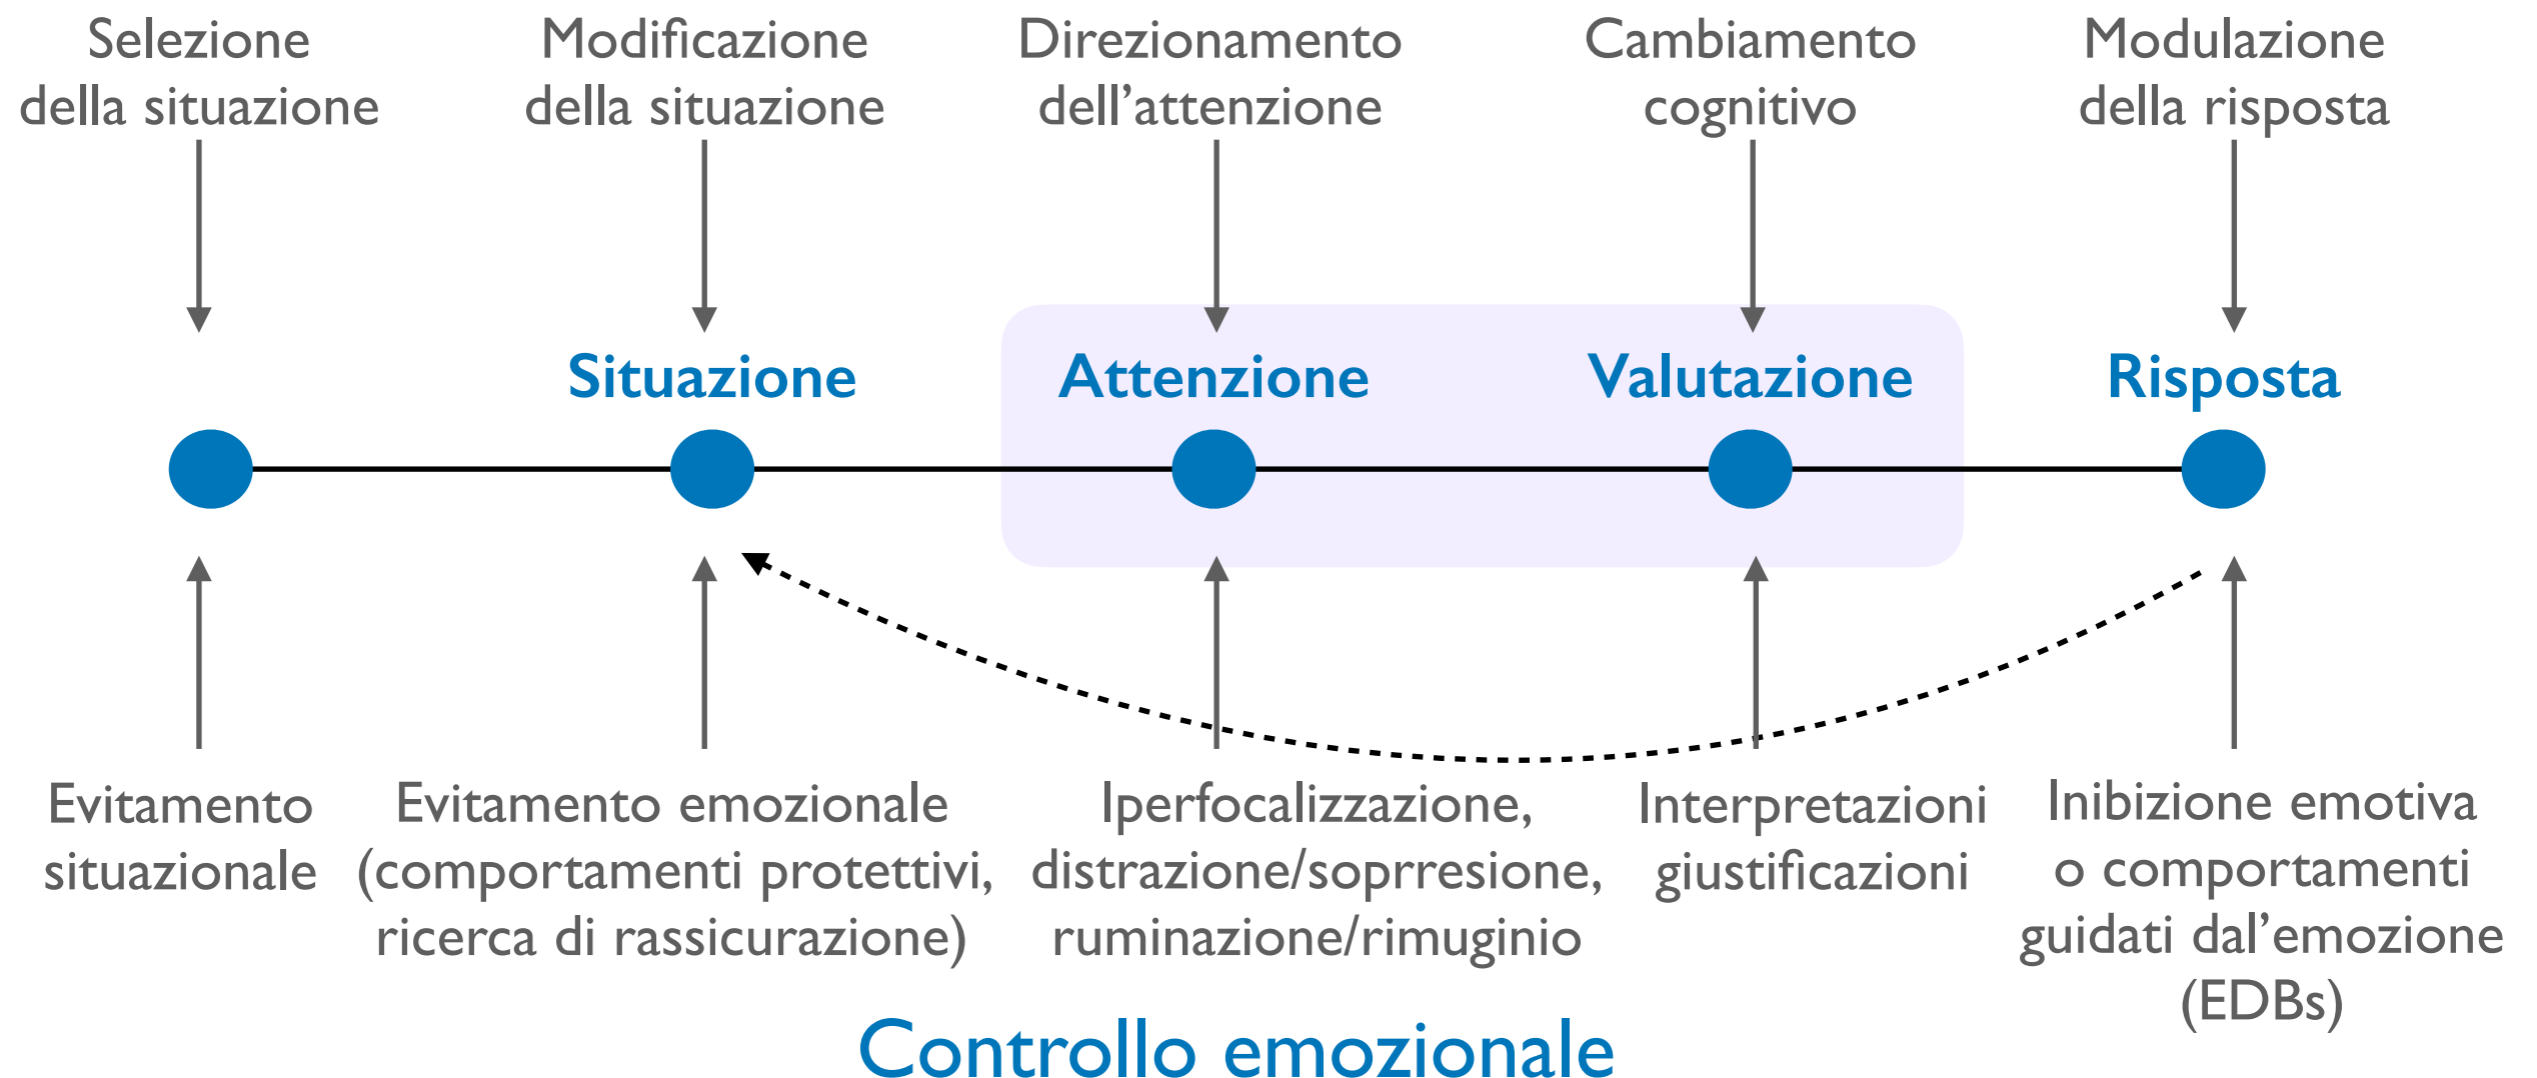 Selezione
della situazione
Modificazione
della situazione
Direzionamento
dell’attenzione
Cambiamento
cognitivo
Modulazione
della risposta
Situazione
Attenzione
Valutazione
Risposta
Evitamento
situazionale
Evitamento emozionale
(comportamenti protettivi,
ricerca di rassicurazione)
Iperfocalizzazione,
distrazione/soprresione,
ruminazione/rimuginio
Interpretazioni
giustificazioni
Inibizione emotiva
o comportamenti
guidati dal’emozione
(EDBs)
Controllo emozionale